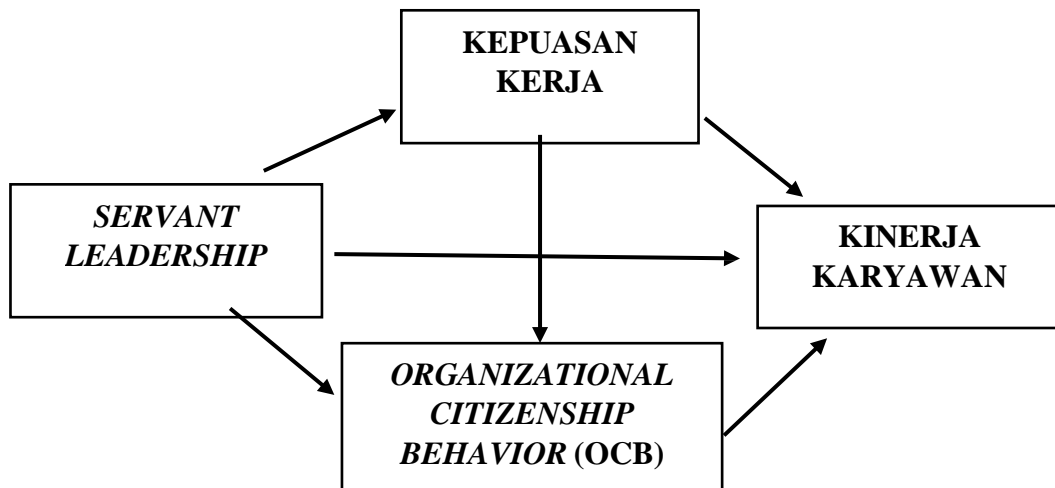 KEPUASAN
KERJA
SERVANT
LEADERSHIP
KINERJA
KARYAWAN
ORGANIZATIONAL
CITIZENSHIP
BEHAVIOR (OCB)